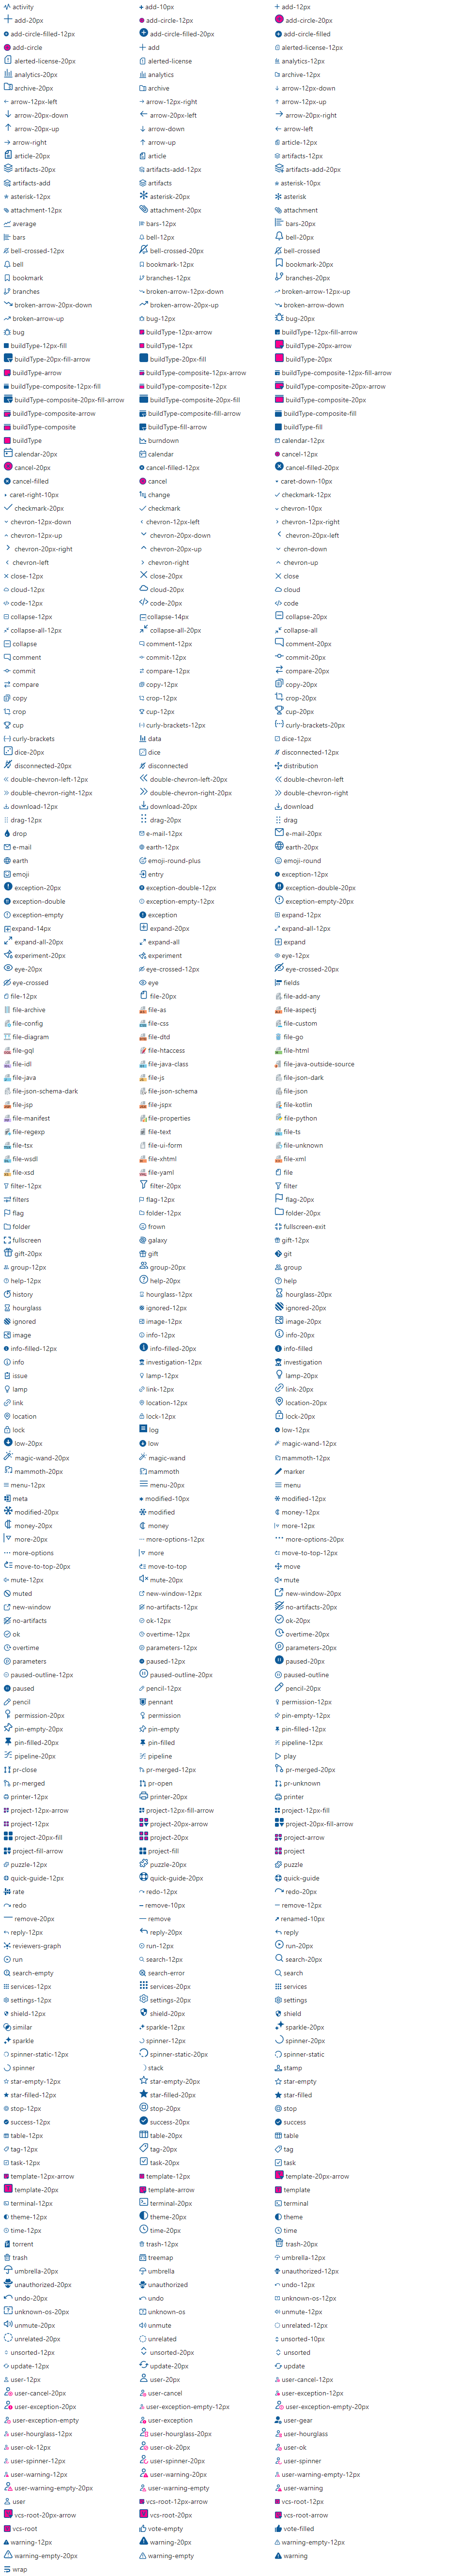 activity add-10px add-12px
add-20px add-circle-12px add-circle-20px
add-circle-filled-12px add-circle-filled-20px add-circle-filled
add-circle add alerted-license-12px
alerted-license-20px alerted-license analytics-12px
analytics-20px analytics archive-12px
archive-20px archive arrow-12px-down
arrow-12px-left arrow-12px-right arrow-12px-up
arrow-20px-down arrow-20px-left arrow-20px-right
arrow-20px-up arrow-down arrow-left
arrow-right arrow-up article-12px
article-20px article artifacts-12px
artifacts-20px artifacts-add-12px artifacts-add-20px
artifacts-add artifacts asterisk-10px
asterisk-12px asterisk-20px asterisk
attachment-12px attachment-20px attachment
average bars-12px bars-20px
bars bell-12px bell-20px
bell-crossed-12px bell-crossed-20px bell-crossed
bell bookmark-12px bookmark-20px
bookmark branches-12px branches-20px
branches broken-arrow-12px-down broken-arrow-12px-up
broken-arrow-20px-down broken-arrow-20px-up broken-arrow-down
broken-arrow-up bug-12px bug-20px
bug buildType-12px-arrow buildType-12px-fill-arrow
buildType-12px-fill buildType-12px buildType-20px-arrow
buildType-20px-fill-arrow buildType-20px-fill buildType-20px
buildType-arrow buildType-composite-12px-arrow buildType-composite-12px-fill-arrow
buildType-composite-12px-fill buildType-composite-12px buildType-composite-20px-arrow
buildType-composite-20px-fill-arrow buildType-composite-20px-fill buildType-composite-20px
buildType-composite-arrow buildType-composite-fill-arrow buildType-composite-fill
buildType-composite buildType-fill-arrow buildType-fill
buildType burndown calendar-12px
calendar-20px calendar cancel-12px
cancel-20px cancel-filled-12px cancel-filled-20px
cancel-filled cancel caret-down-10px
caret-right-10px change checkmark-12px
checkmark-20px checkmark chevron-10px
chevron-12px-down chevron-12px-left chevron-12px-right
chevron-12px-up chevron-20px-down chevron-20px-left
chevron-20px-right chevron-20px-up chevron-down
chevron-left chevron-right chevron-up
close-12px close-20px close
cloud-12px cloud-20px cloud
code-12px code-20px code
collapse-12px collapse-14px collapse-20px
collapse-all-12px collapse-all-20px collapse-all
collapse comment-12px comment-20px
comment commit-12px commit-20px
commit compare-12px compare-20px
compare copy-12px copy-20px
copy crop-12px crop-20px
crop cup-12px cup-20px
cup curly-brackets-12px curly-brackets-20px
curly-brackets data dice-12px
dice-20px dice disconnected-12px
disconnected-20px disconnected distribution
double-chevron-left-12px double-chevron-left-20px double-chevron-left
double-chevron-right-12px double-chevron-right-20px double-chevron-right
download-12px download-20px download
drag-12px drag-20px drag
drop e-mail-12px e-mail-20px
e-mail earth-12px earth-20px
earth emoji-round-plus emoji-round
emoji entry exception-12px
exception-20px exception-double-12px exception-double-20px
exception-double exception-empty-12px exception-empty-20px
exception-empty exception expand-12px
expand-14px expand-20px expand-all-12px
expand-all-20px expand-all expand
experiment-20px experiment eye-12px
eye-20px eye-crossed-12px eye-crossed-20px
eye-crossed eye fields
file-12px file-20px file-add-any
file-archive file-as file-aspectj
file-config file-css file-custom
file-diagram file-dtd file-go
file-gql file-htaccess file-html
file-idl file-java-class file-java-outside-source
file-java file-js file-json-dark
file-json-schema-dark file-json-schema file-json
file-jsp file-jspx file-kotlin
file-manifest file-properties file-python
file-regexp file-text file-ts
file-tsx file-ui-form file-unknown
file-wsdl file-xhtml file-xml
file-xsd file-yaml file
filter-12px filter-20px filter
filters flag-12px flag-20px
flag folder-12px folder-20px
folder frown fullscreen-exit
fullscreen galaxy gift-12px
gift-20px gift git
group-12px group-20px group
help-12px help-20px help
history hourglass-12px hourglass-20px
hourglass ignored-12px ignored-20px
ignored image-12px image-20px
image info-12px info-20px
info-filled-12px info-filled-20px info-filled
info investigation-12px investigation
issue lamp-12px lamp-20px
lamp link-12px link-20px
link location-12px location-20px
location lock-12px lock-20px
lock log low-12px
low-20px low magic-wand-12px
magic-wand-20px magic-wand mammoth-12px
mammoth-20px mammoth marker
menu-12px menu-20px menu
meta modified-10px modified-12px
modified-20px modified money-12px
money-20px money more-12px
more-20px more-options-12px more-options-20px
more-options more move-to-top-12px
move-to-top-20px move-to-top move
mute-12px mute-20px mute
muted new-window-12px new-window-20px
new-window no-artifacts-12px no-artifacts-20px
no-artifacts ok-12px ok-20px
ok overtime-12px overtime-20px
overtime parameters-12px parameters-20px
parameters paused-12px paused-20px
paused-outline-12px paused-outline-20px paused-outline
paused pencil-12px pencil-20px
pencil pennant permission-12px
permission-20px permission pin-empty-12px
pin-empty-20px pin-empty pin-filled-12px
pin-filled-20px pin-filled pipeline-12px
pipeline-20px pipeline play
pr-close pr-merged-12px pr-merged-20px
pr-merged pr-open pr-unknown
printer-12px printer-20px printer
project-12px-arrow project-12px-fill-arrow project-12px-fill
project-12px project-20px-arrow project-20px-fill-arrow
project-20px-fill project-20px project-arrow
project-fill-arrow project-fill project
puzzle-12px puzzle-20px puzzle
quick-guide-12px quick-guide-20px quick-guide
rate redo-12px redo-20px
redo remove-10px remove-12px
remove-20px remove renamed-10px
reply-12px reply-20px reply
reviewers-graph run-12px run-20px
run search-12px search-20px
search-empty search-error search
services-12px services-20px services
settings-12px settings-20px settings
shield-12px shield-20px shield
similar sparkle-12px sparkle-20px
sparkle spinner-12px spinner-20px
spinner-static-12px spinner-static-20px spinner-static
spinner stack stamp
star-empty-12px star-empty-20px star-empty
star-filled-12px star-filled-20px star-filled
stop-12px stop-20px stop
success-12px success-20px success
table-12px table-20px table
tag-12px tag-20px tag
task-12px task-20px task
template-12px-arrow template-12px template-20px-arrow
template-20px template-arrow template
terminal-12px terminal-20px terminal
theme-12px theme-20px theme
time-12px time-20px time
torrent trash-12px trash-20px
trash treemap umbrella-12px
umbrella-20px umbrella unauthorized-12px
unauthorized-20px unauthorized undo-12px
undo-20px undo unknown-os-12px
unknown-os-20px unknown-os unmute-12px
unmute-20px unmute unrelated-12px
unrelated-20px unrelated unsorted-10px
unsorted-12px unsorted-20px unsorted
update-12px update-20px update
user-12px user-20px user-cancel-12px
user-cancel-20px user-cancel user-exception-12px
user-exception-20px user-exception-empty-12px user-exception-empty-20px
user-exception-empty user-exception user-gear
user-hourglass-12px user-hourglass-20px user-hourglass
user-ok-12px user-ok-20px user-ok
user-spinner-12px user-spinner-20px user-spinner
user-warning-12px user-warning-20px user-warning-empty-12px
user-warning-empty-20px user-warning-empty user-warning
user vcs-root-12px-arrow vcs-root-12px
vcs-root-20px-arrow vcs-root-20px vcs-root-arrow
vcs-root vote-empty vote-filled
warning-12px warning-20px warning-empty-12px
warning-empty-20px warning-empty warning
wrap